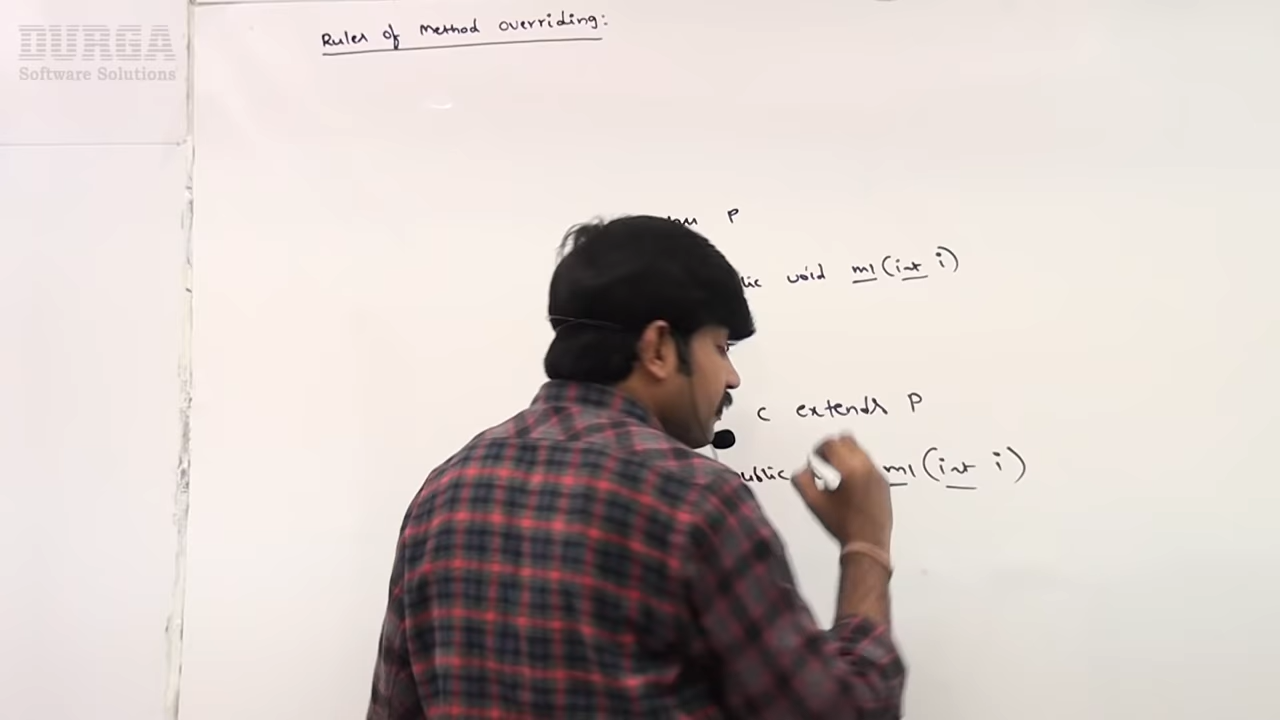 DURGA
Software Solutions
Rules of Method overriding:
P
void m1(int i)
C extends P
m1(int i)